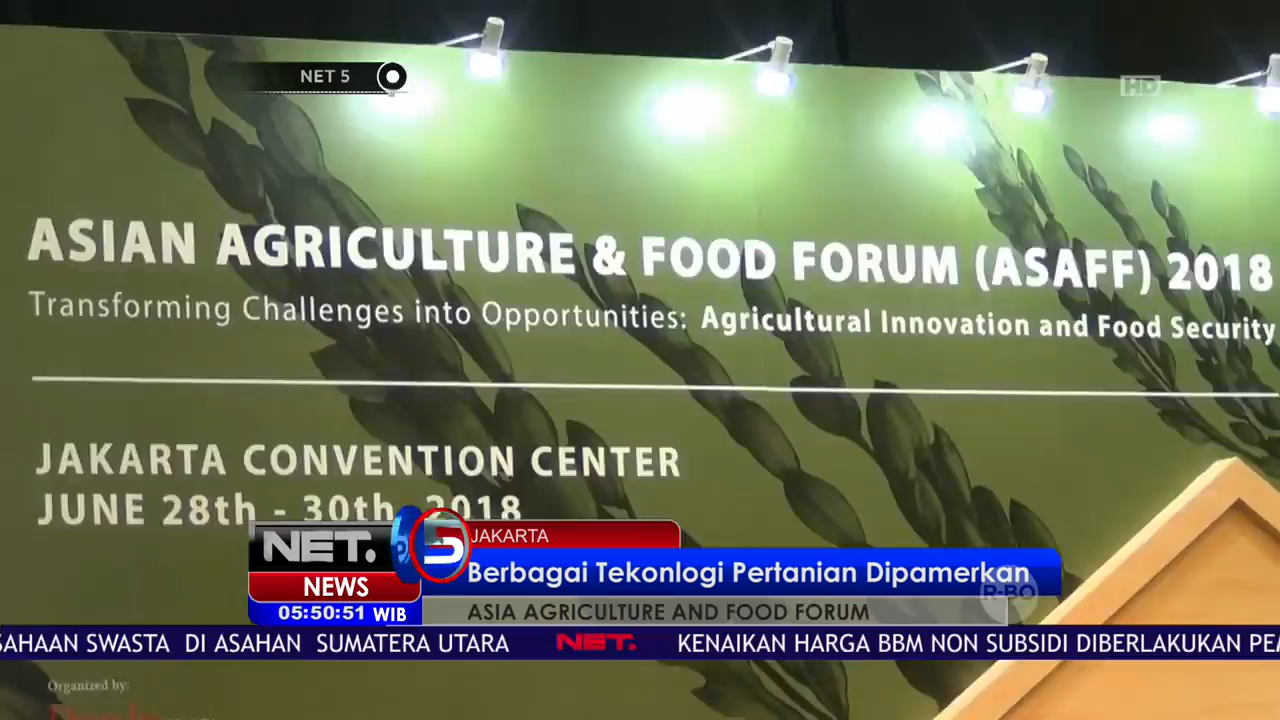 NET 5
HD
ASIAN AGRICULTURE & FOOD FORUM (ASAFF) 2018
Transforming Challenges into Opportunities: Agricultural Innovation and Food Security
JAKARTA CONVENTION CENTER
JUNE 28th - 30th, 2018
NET. 5
JAKARTA
NEWS
Berbagai Tekonlogi Pertanian Dipamerkan
R-BO
05:50:51 WIB
ASIA AGRICULTURE AND FOOD FORUM
SAHAAN SWASTA DI ASAHAN SUMATERA UTARA NET. KENAIKAN HARGA BBM NON SUBSIDI DIBERLAKUKAN
Organized by: